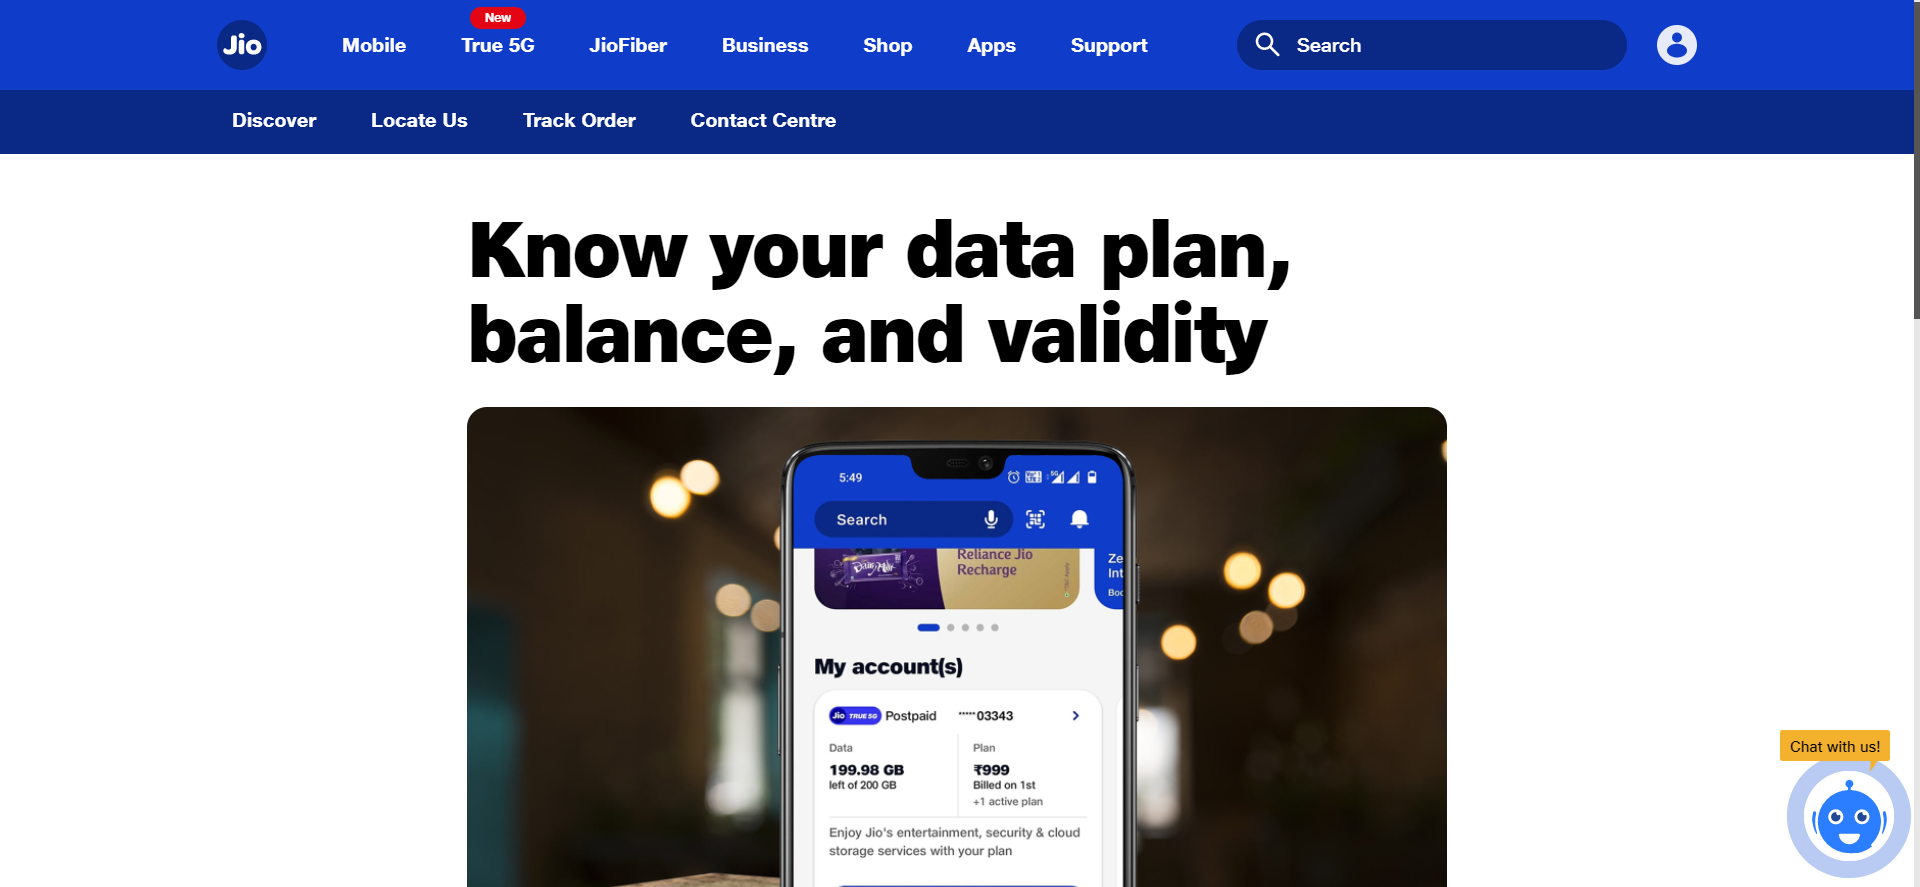 Jio
Mobile
New
True 5G
JioFiber
Business
Shop
Apps
Support
Search
Discover
Locate Us
Track Order
Contact Centre
Know your data plan,
balance, and validity
5:49
Search
Dairy Milk
Reliance Jio
Recharge
Ze
Int
Boo
My account(s)
Jio TRUE 5G Postpaid
*****03343
Data
199.98 GB
left of 200 GB
Plan
₹999
Billed on 1st
+1 active plan
Enjoy Jio's entertainment, security & cloud
storage services with your plan
Chat with us!